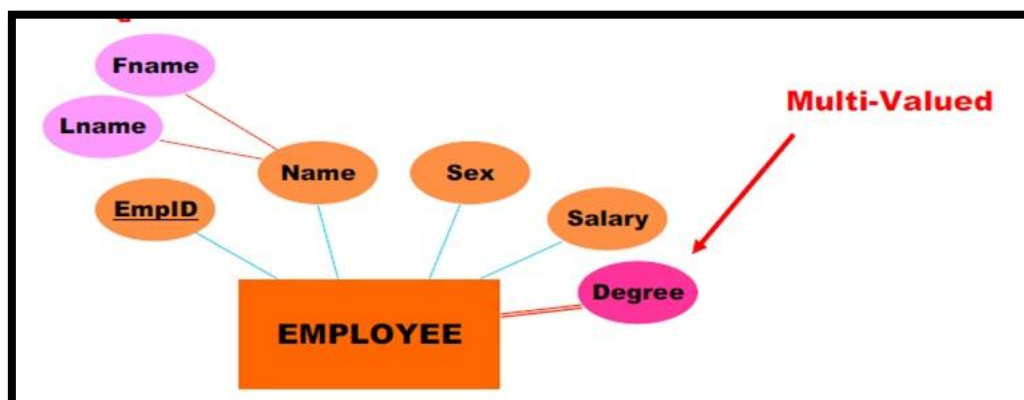 Fname
Multi-Valued
Lname
Name
Sex
EmpID
Salary
Degree
EMPLOYEE